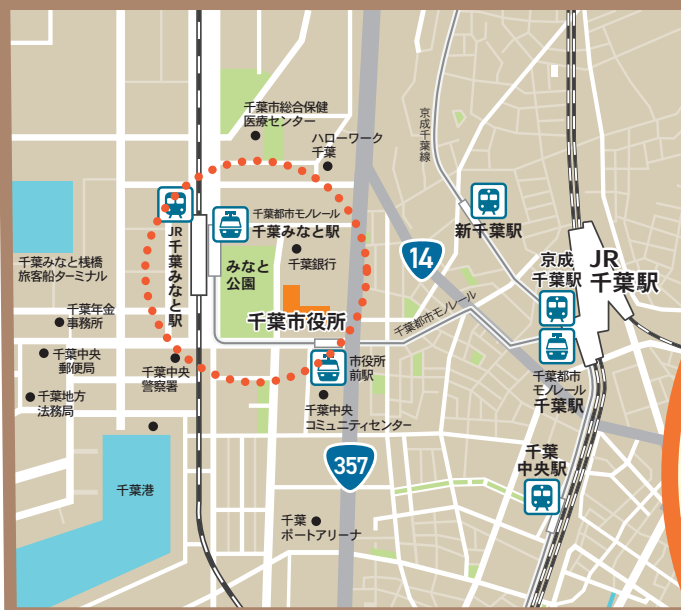 千葉市総合保健
医療センター
ハローワーク
千葉
京成千葉線
千葉都市モノレール
千葉みなと駅
JR千葉みなと駅
新千葉駅
14
京成
千葉駅
JR
千葉駅
千葉銀行
みなと
公園
千葉みなと桟橋
旅客船ターミナル
千葉年金
事務所
千葉市役所
千葉都市モノレール
千葉中央
郵便局
千葉中央
警察署
市役所
前駅
千葉都市
モノレール
千葉駅
千葉地方
法務局
千葉中央
コミュニティセンター
357
千葉
中央駅
千葉港
千葉
ポートアリーナ